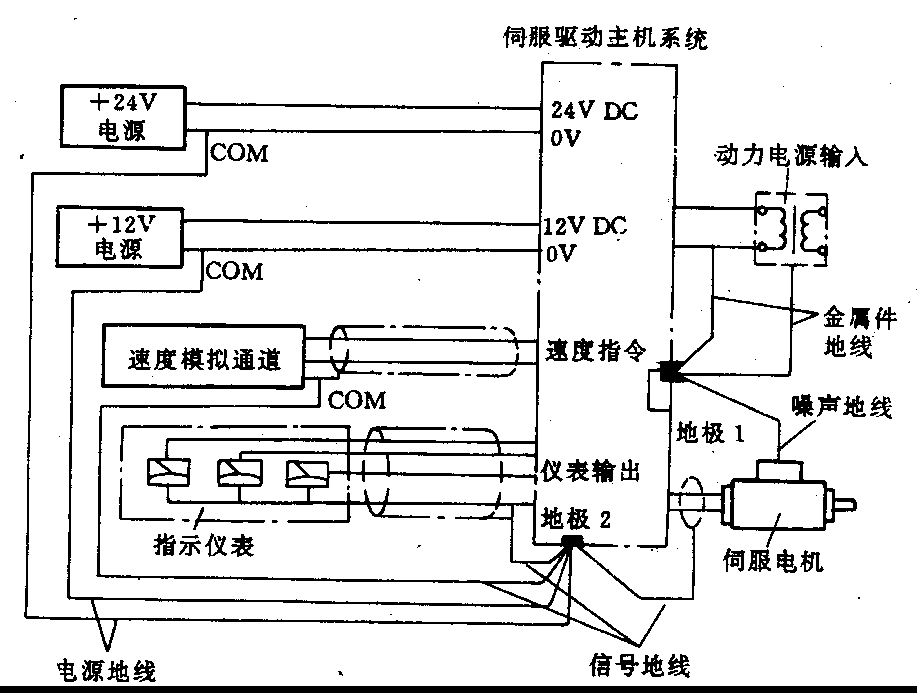 伺服驱动主机系统
+24V
电源
24V DC
0V
COM
动力电源输入
+12V
电源
12V DC
0V
COM
金属件
地线
速度模拟通道
速度指令
COM
噪声地线
地极1
仪表输出
地极2
指示仪表
伺服电机
电源地线
信号地线